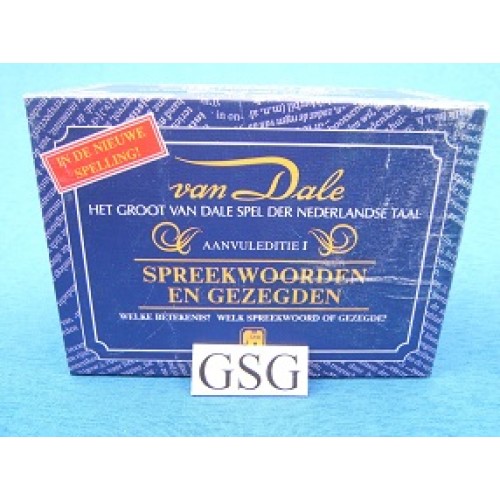 IN DE NIEUWE
SPELLING!
van Dale
HET GROOT VAN DALE SPEL DER NEDERLANDSE TAAL
AANVULEDITIE I
SPREEKWOORDEN
EN GEZEGDEN
WELKE BETEKENIS? WELK SPREEKWOORD OF GEZEGDE?
GSG